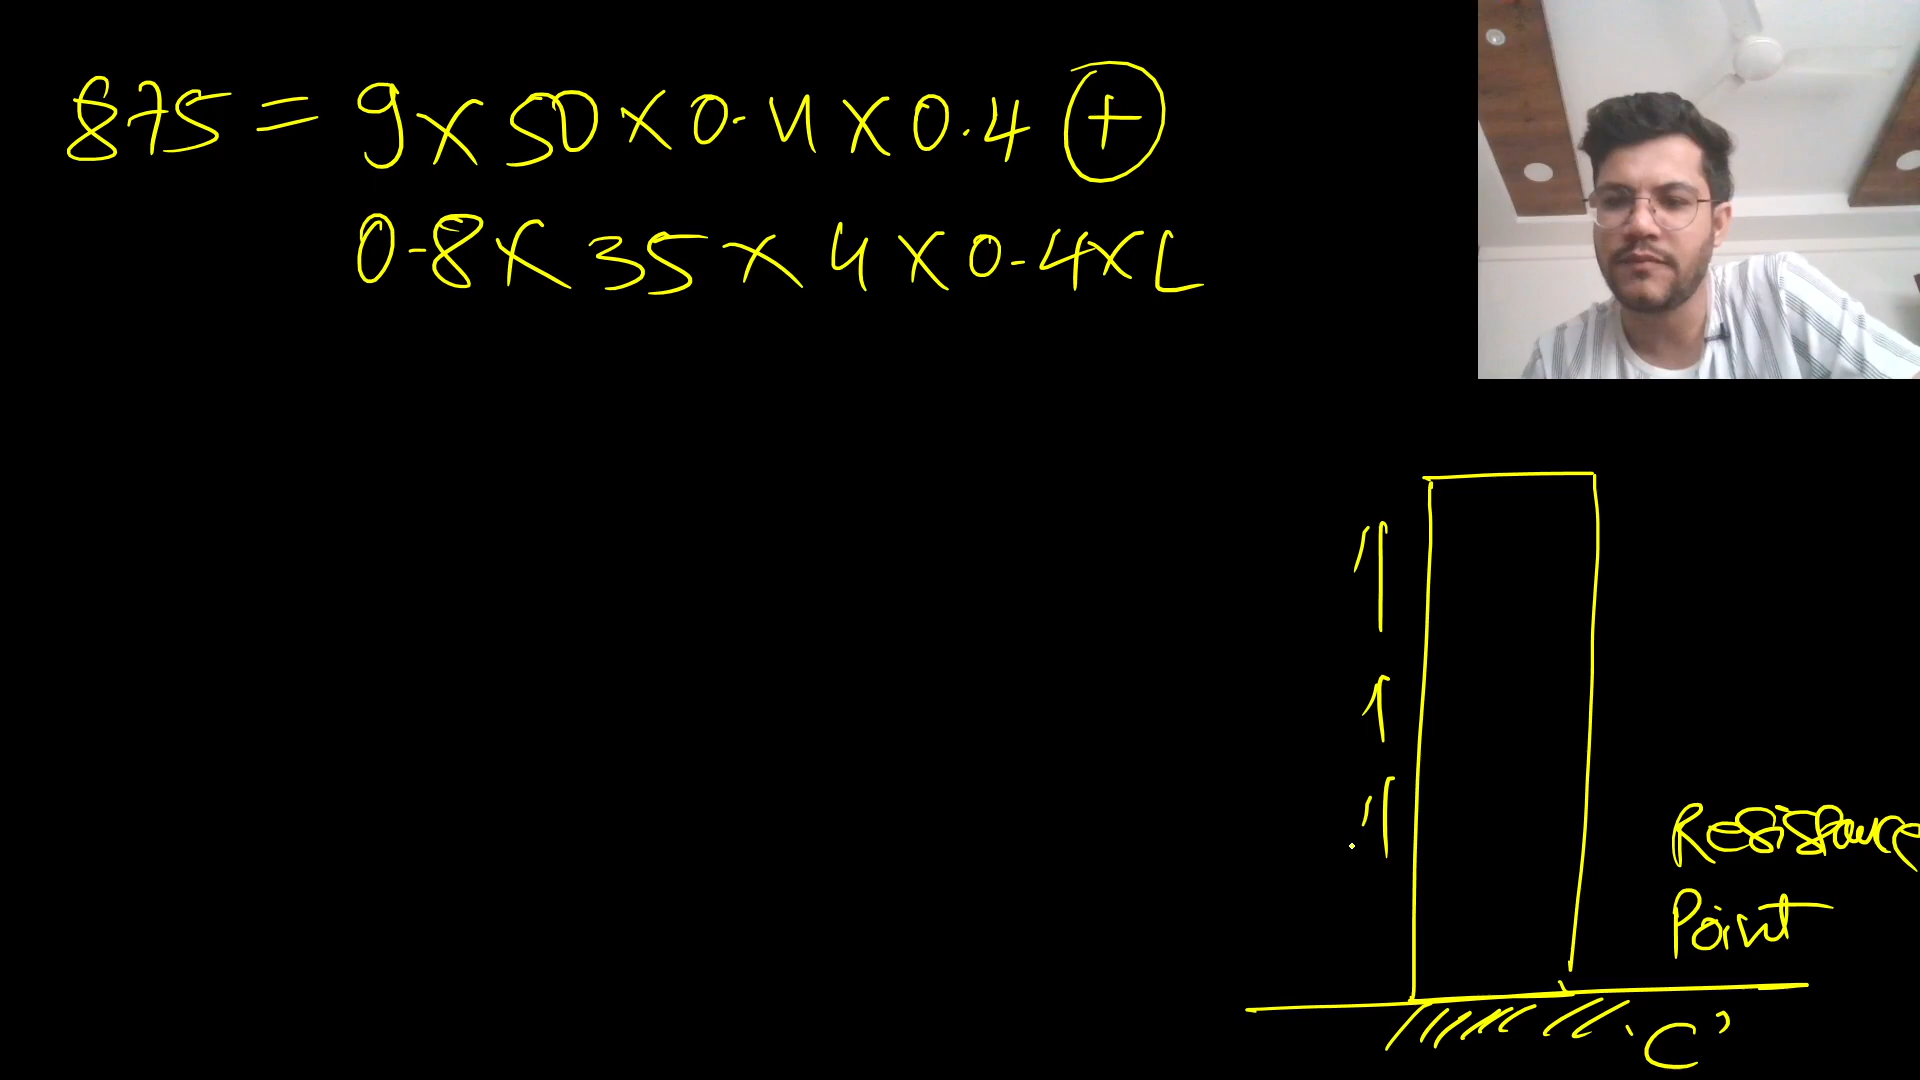 875 = 9 × 50 × 0.4 × 0.4 +
0.8 × 35 × 4 × 0.4 × L
Resistance
Point
'C'